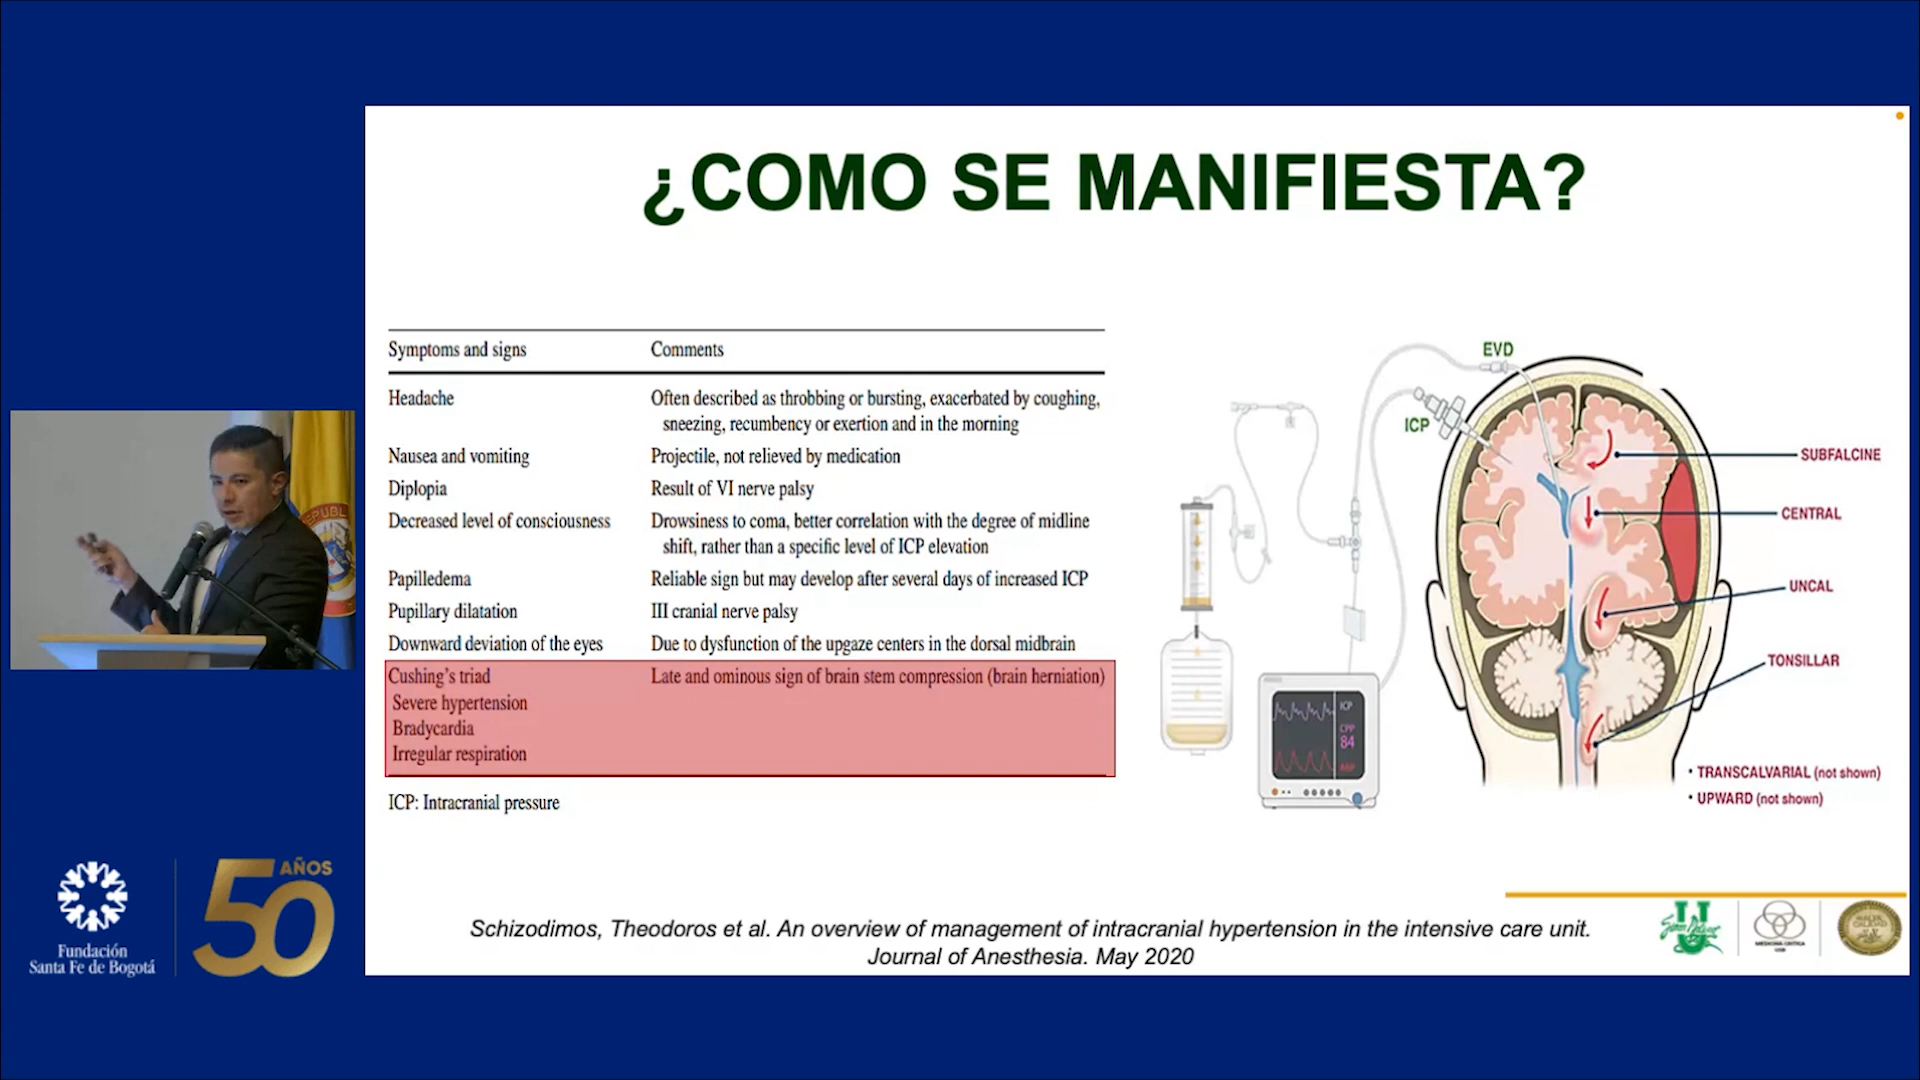 ¿COMO SE MANIFIESTA?
Symptoms and signs Comments
Headache Often described as throbbing or bursting, exacerbated by coughing,
sneezing, recumbency or exertion and in the morning
Nausea and vomiting Projectile, not relieved by medication
Diplopia Result of VI nerve palsy
Decreased level of consciousness Drowsiness to coma, better correlation with the degree of midline
shift, rather than a specific level of ICP elevation
Papilledema Reliable sign but may develop after several days of increased ICP
Pupillary dilatation III cranial nerve palsy
Downward deviation of the eyes Due to dysfunction of the upgaze centers in the dorsal midbrain
Cushing's triad Late and ominous sign of brain stem compression (brain herniation)
Severe hypertension
Bradycardia
Irregular respiration
ICP: Intracranial pressure
EVD
ICP
SUBFALCINE
CENTRAL
UNCAL
TONSILLAR
• TRANSCALVARIAL (not shown)
• UPWARD (not shown)
ICP
CPP
84
Schizodimos, Theodoros et al. An overview of management of intracranial hypertension in the intensive care unit.
Journal of Anesthesia. May 2020
MEDICINA CRITICA
U
REPUBL
Fundación
Santa Fe de Bogotá
50 AÑOS